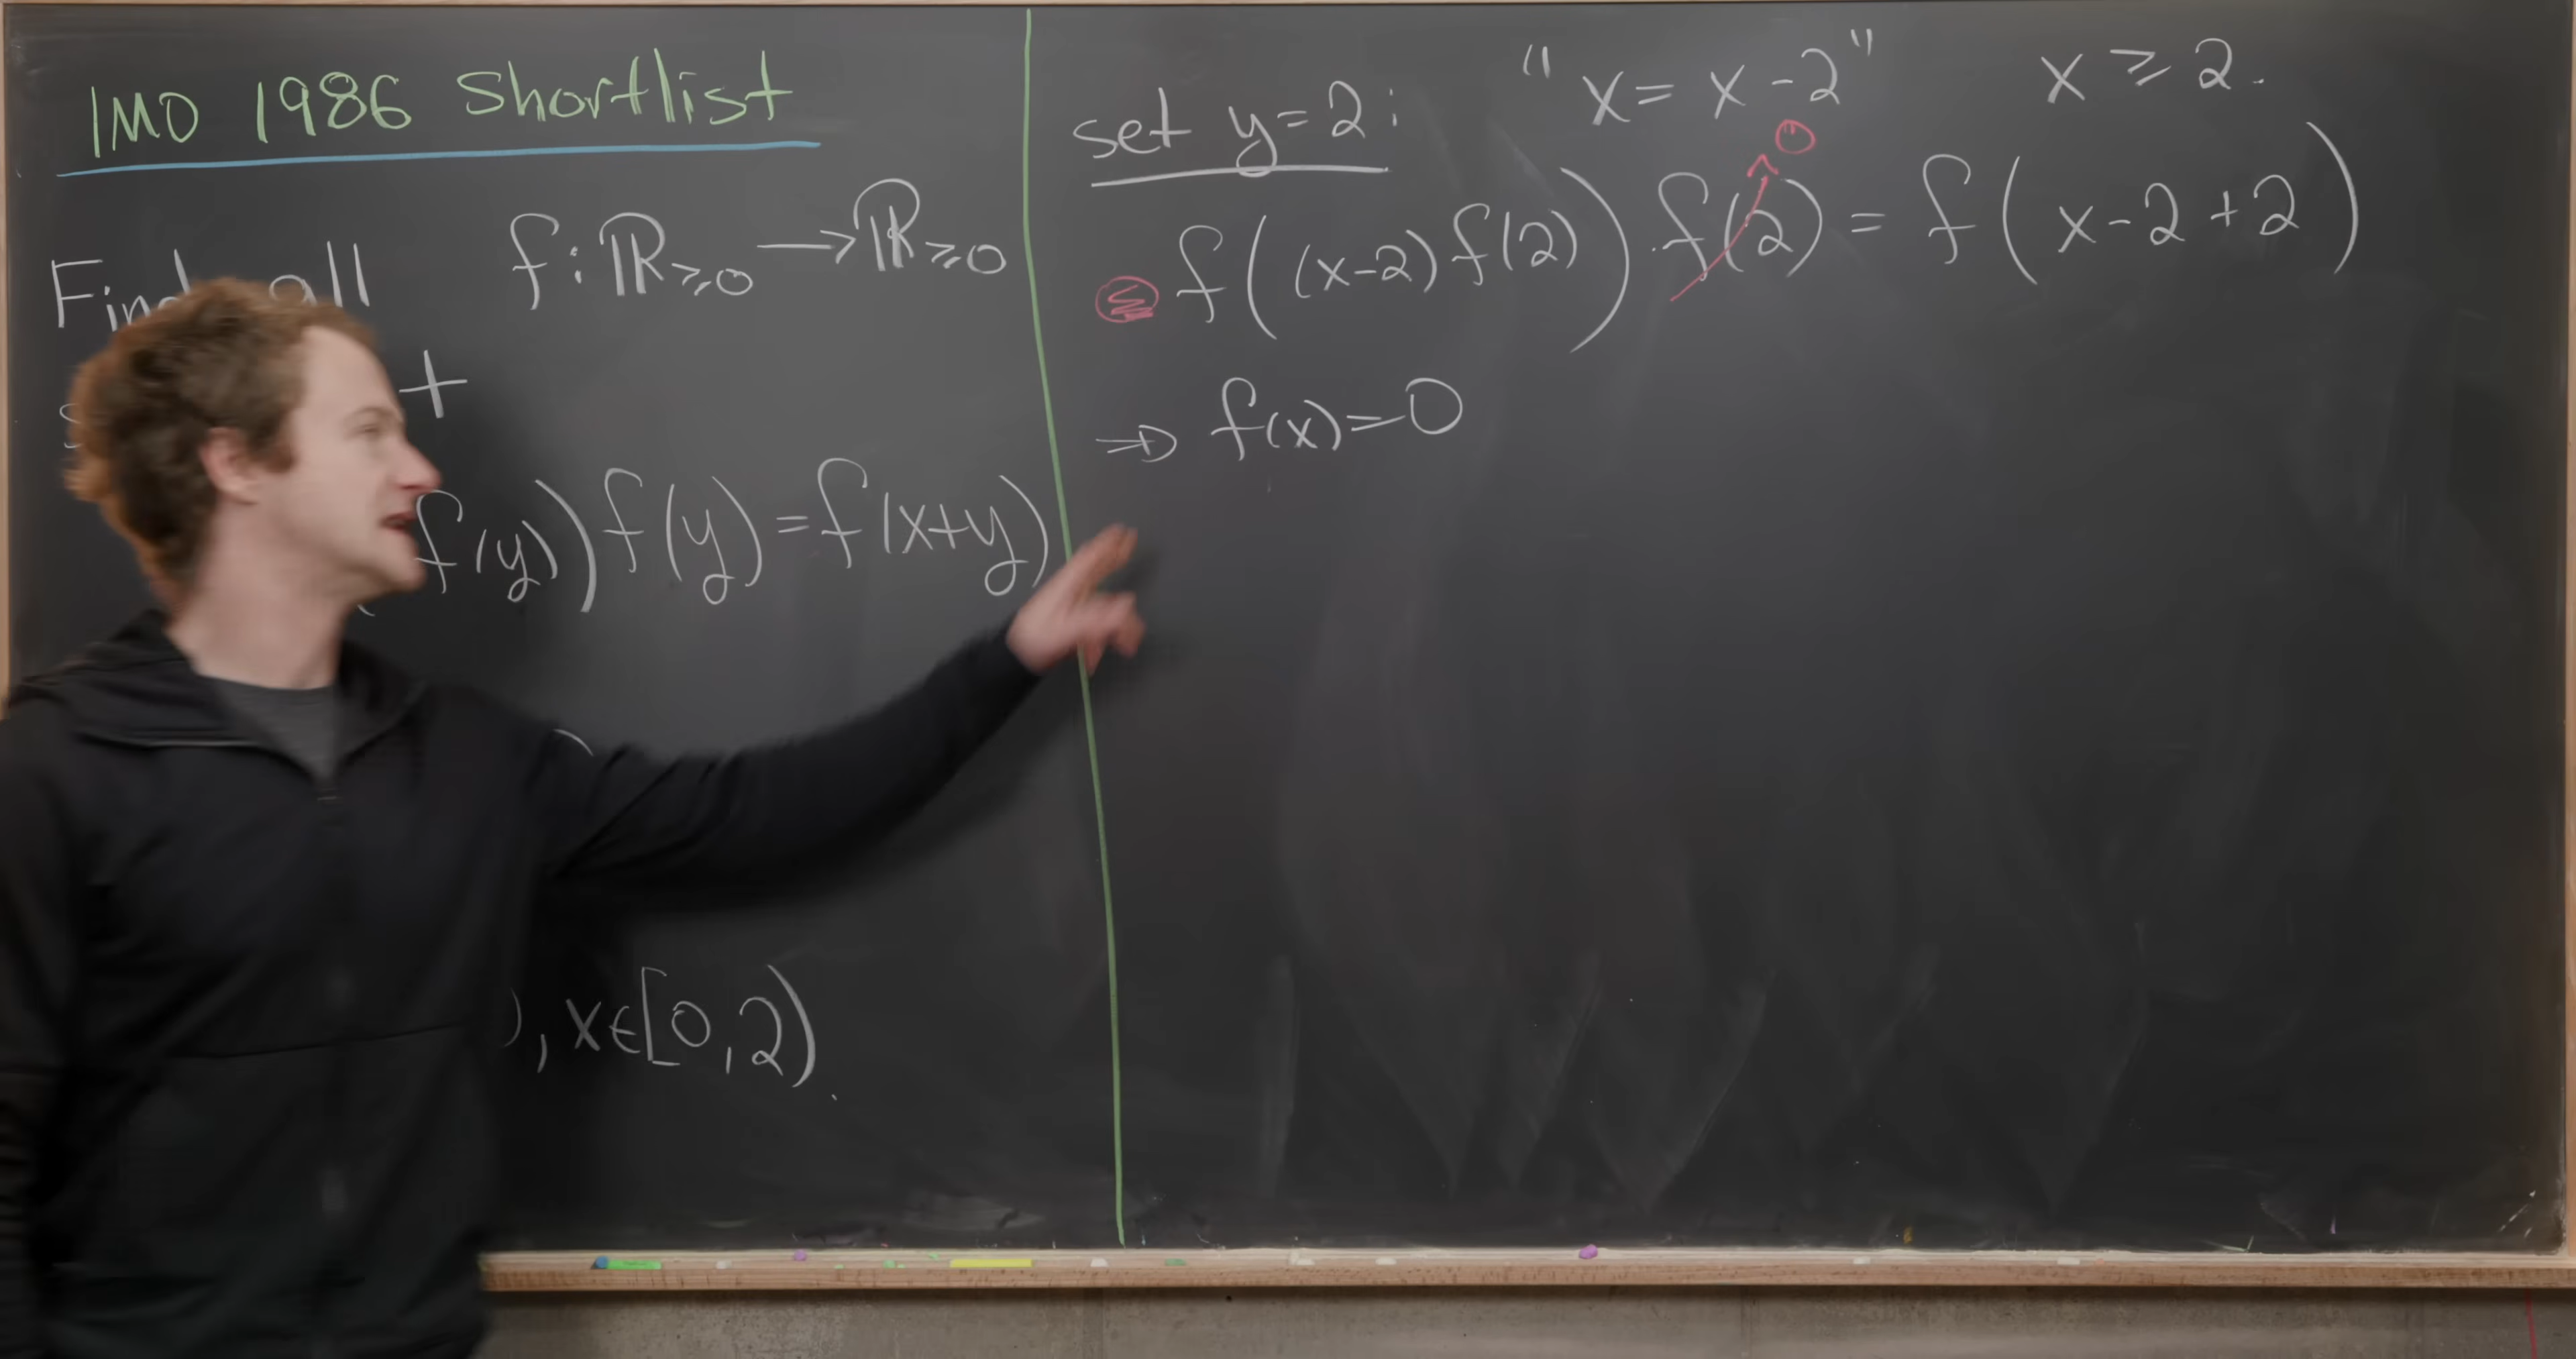 IMO 1986 Shortlist
Find all f: ℝ≥0 → ℝ≥0
f(y)) f(y) = f(x+y)
), x∈[0,2).
set y=2: "x = x-2" x ≥ 2.
f((x-2)f(2)) · f(2) = f(x-2+2)
0
⇒ f(x)=0